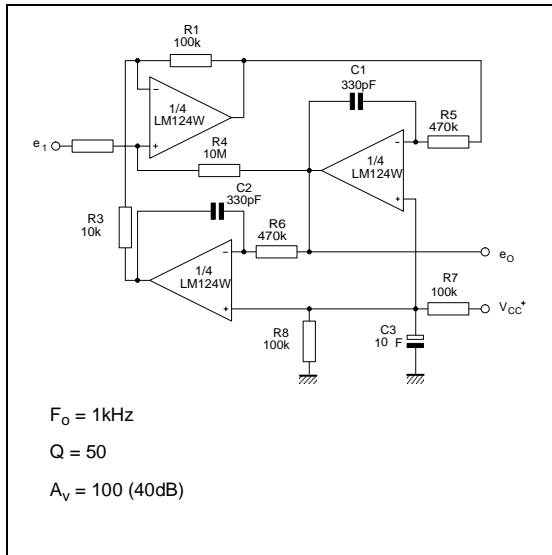 R1
100k
C1
330pF
1/4
LM124W
R5
470k
e1
R4
10M
1/4
LM124W
C2
330pF
R3
10k
R6
470k
1/4
LM124W
eO
R7
100k
VCC+
R8
100k
C3
10 F
Fo = 1kHz
Q = 50
Av = 100 (40dB)
- 
+
-
+
-
+